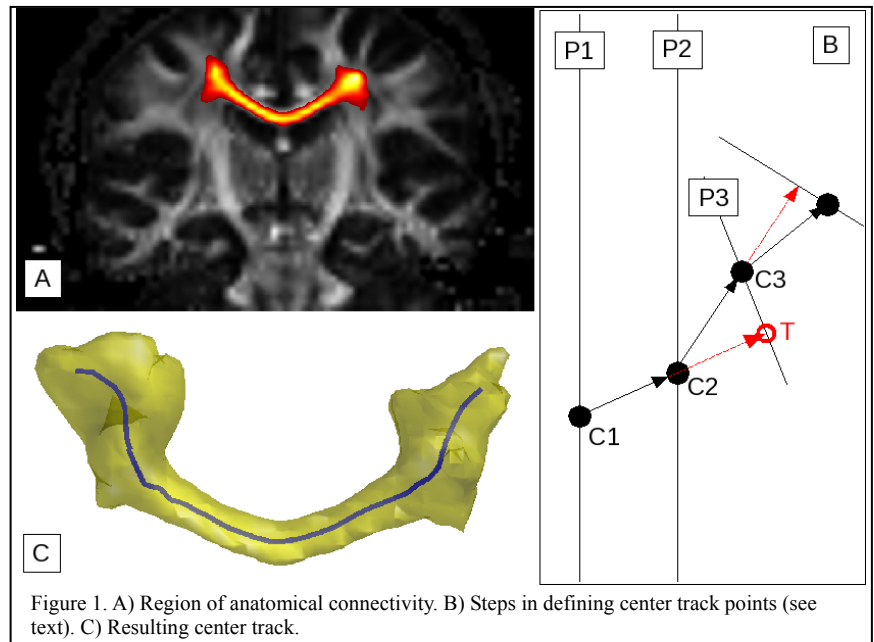 A
P1
P2
B
P3
C3
T
C2
C1
C
Figure 1. A) Region of anatomical connectivity. B) Steps in defining center track points (see
text). C) Resulting center track.